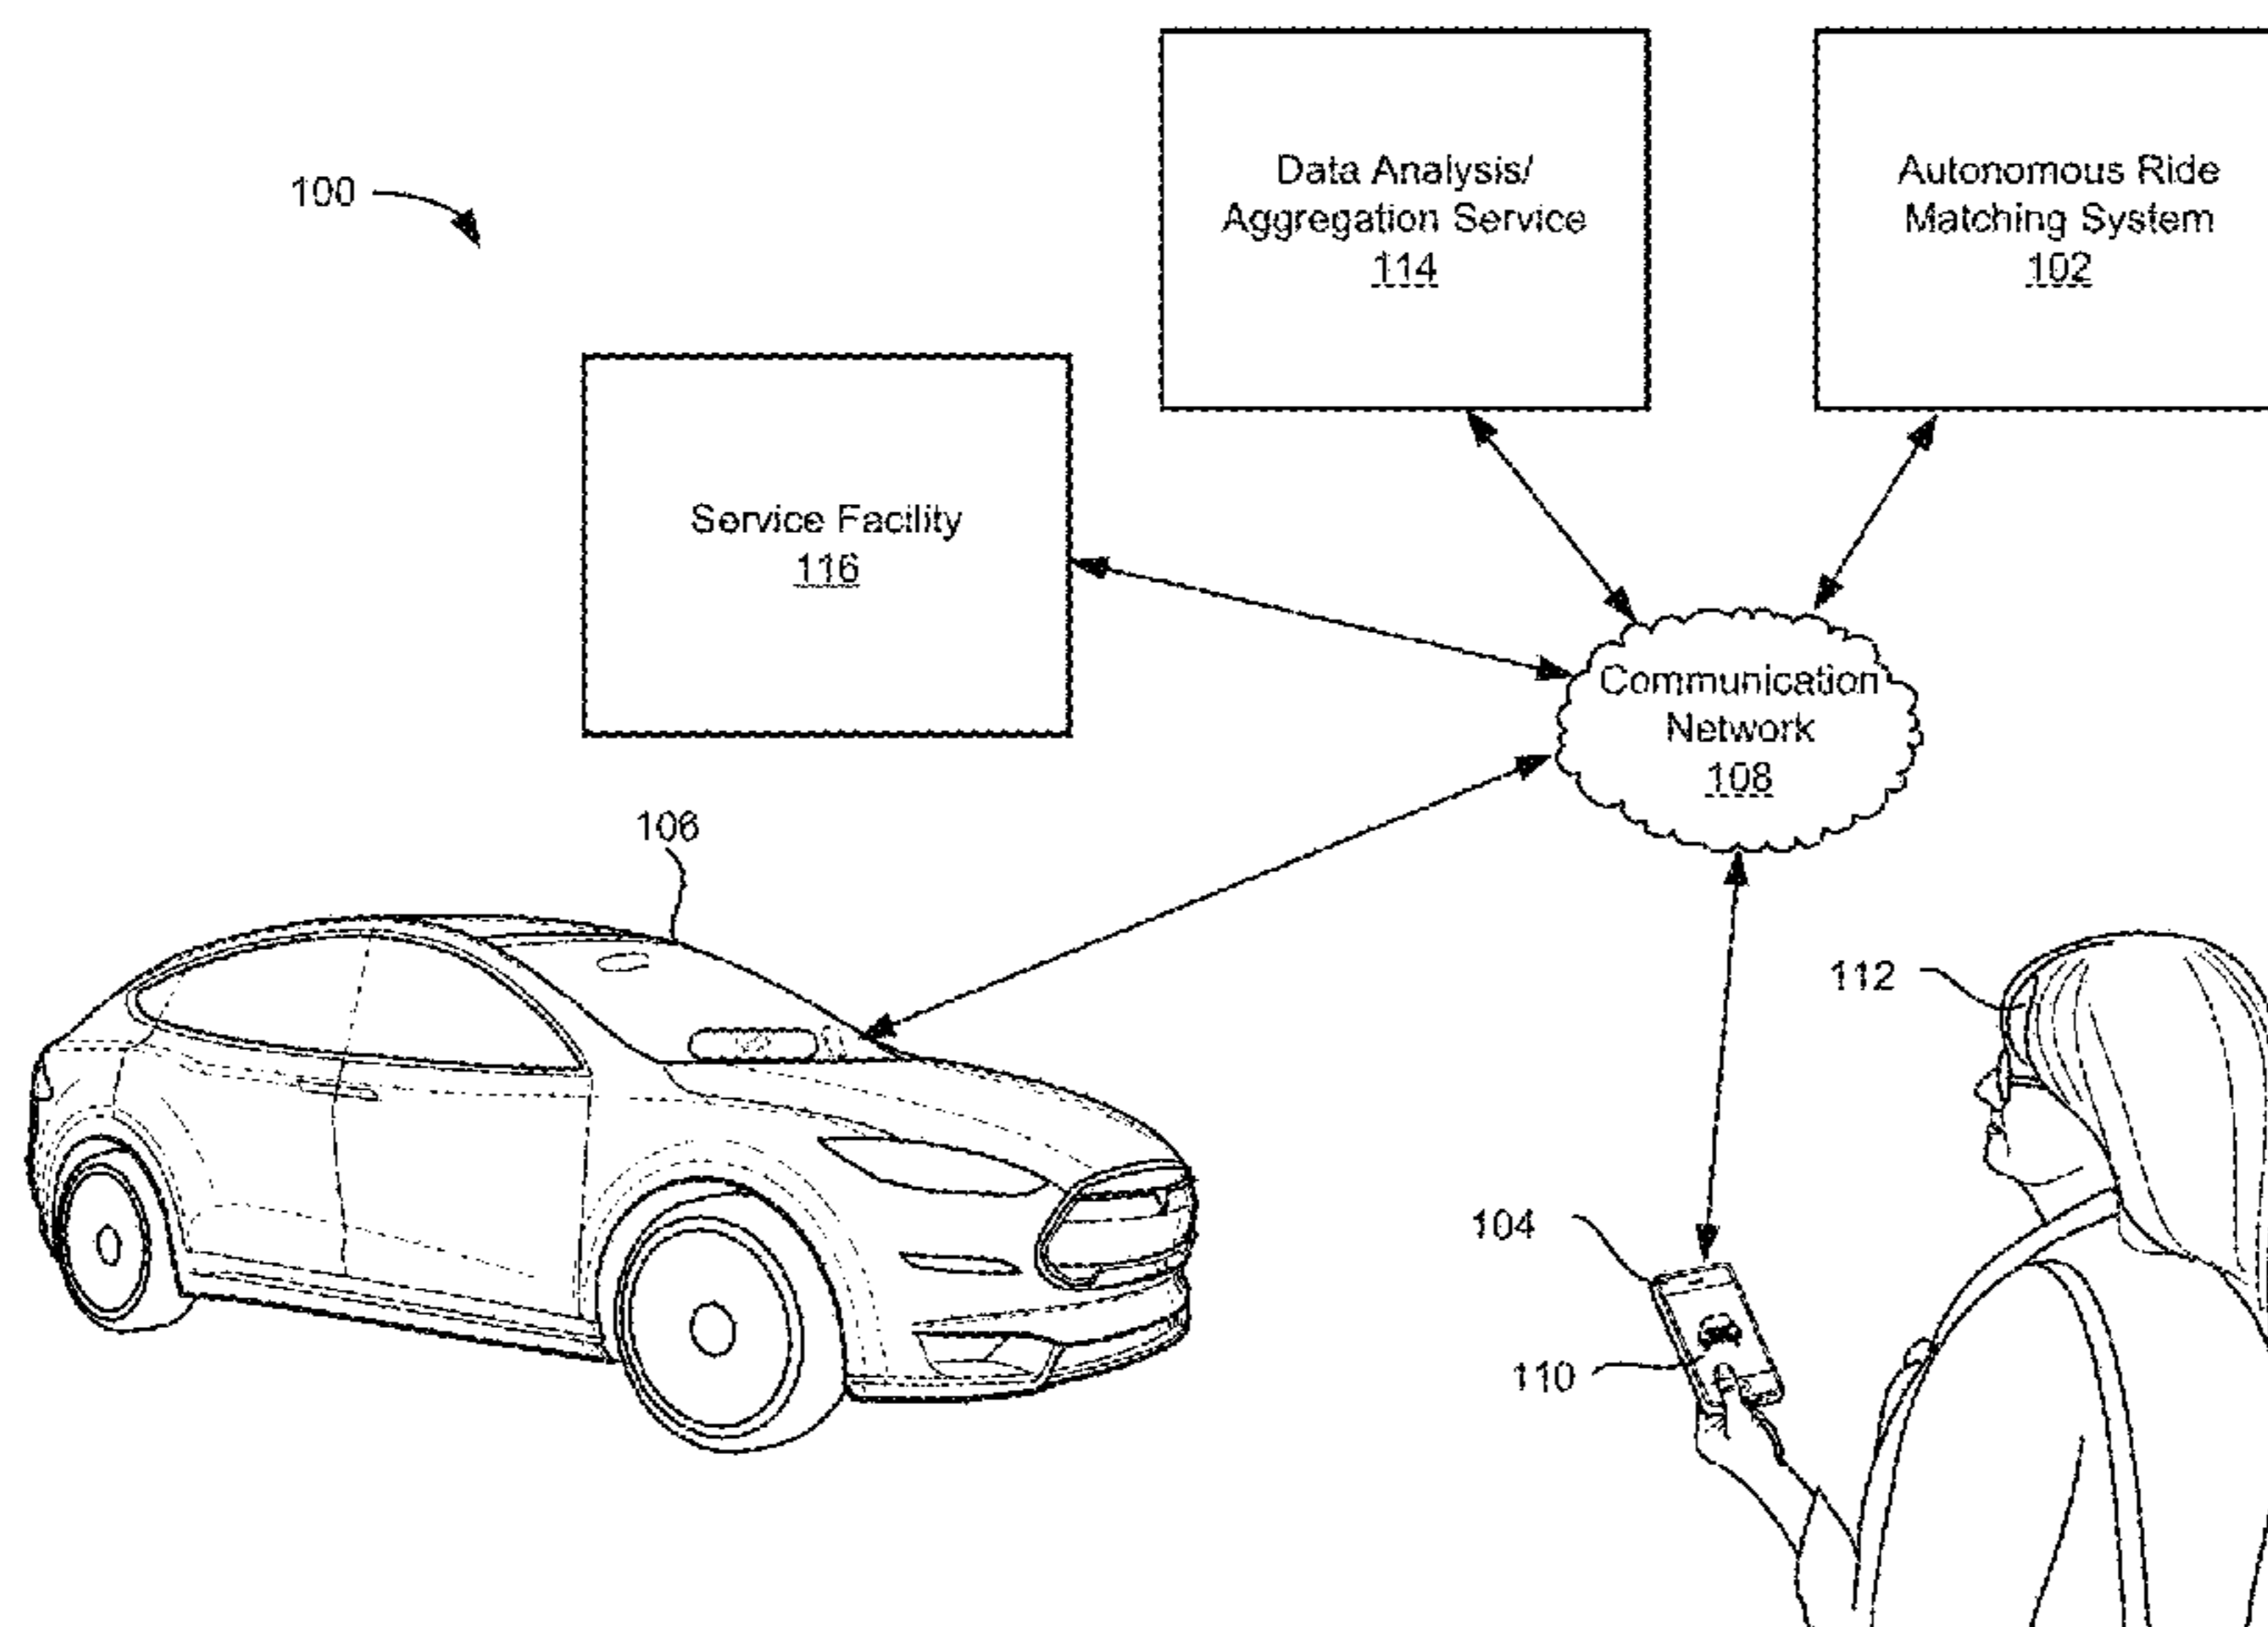 100
Data Analysis/
Aggregation Service
114
Autonomous Ride
Matching System
102
Service Facility
116
Communication
Network
108
106
112
104
110